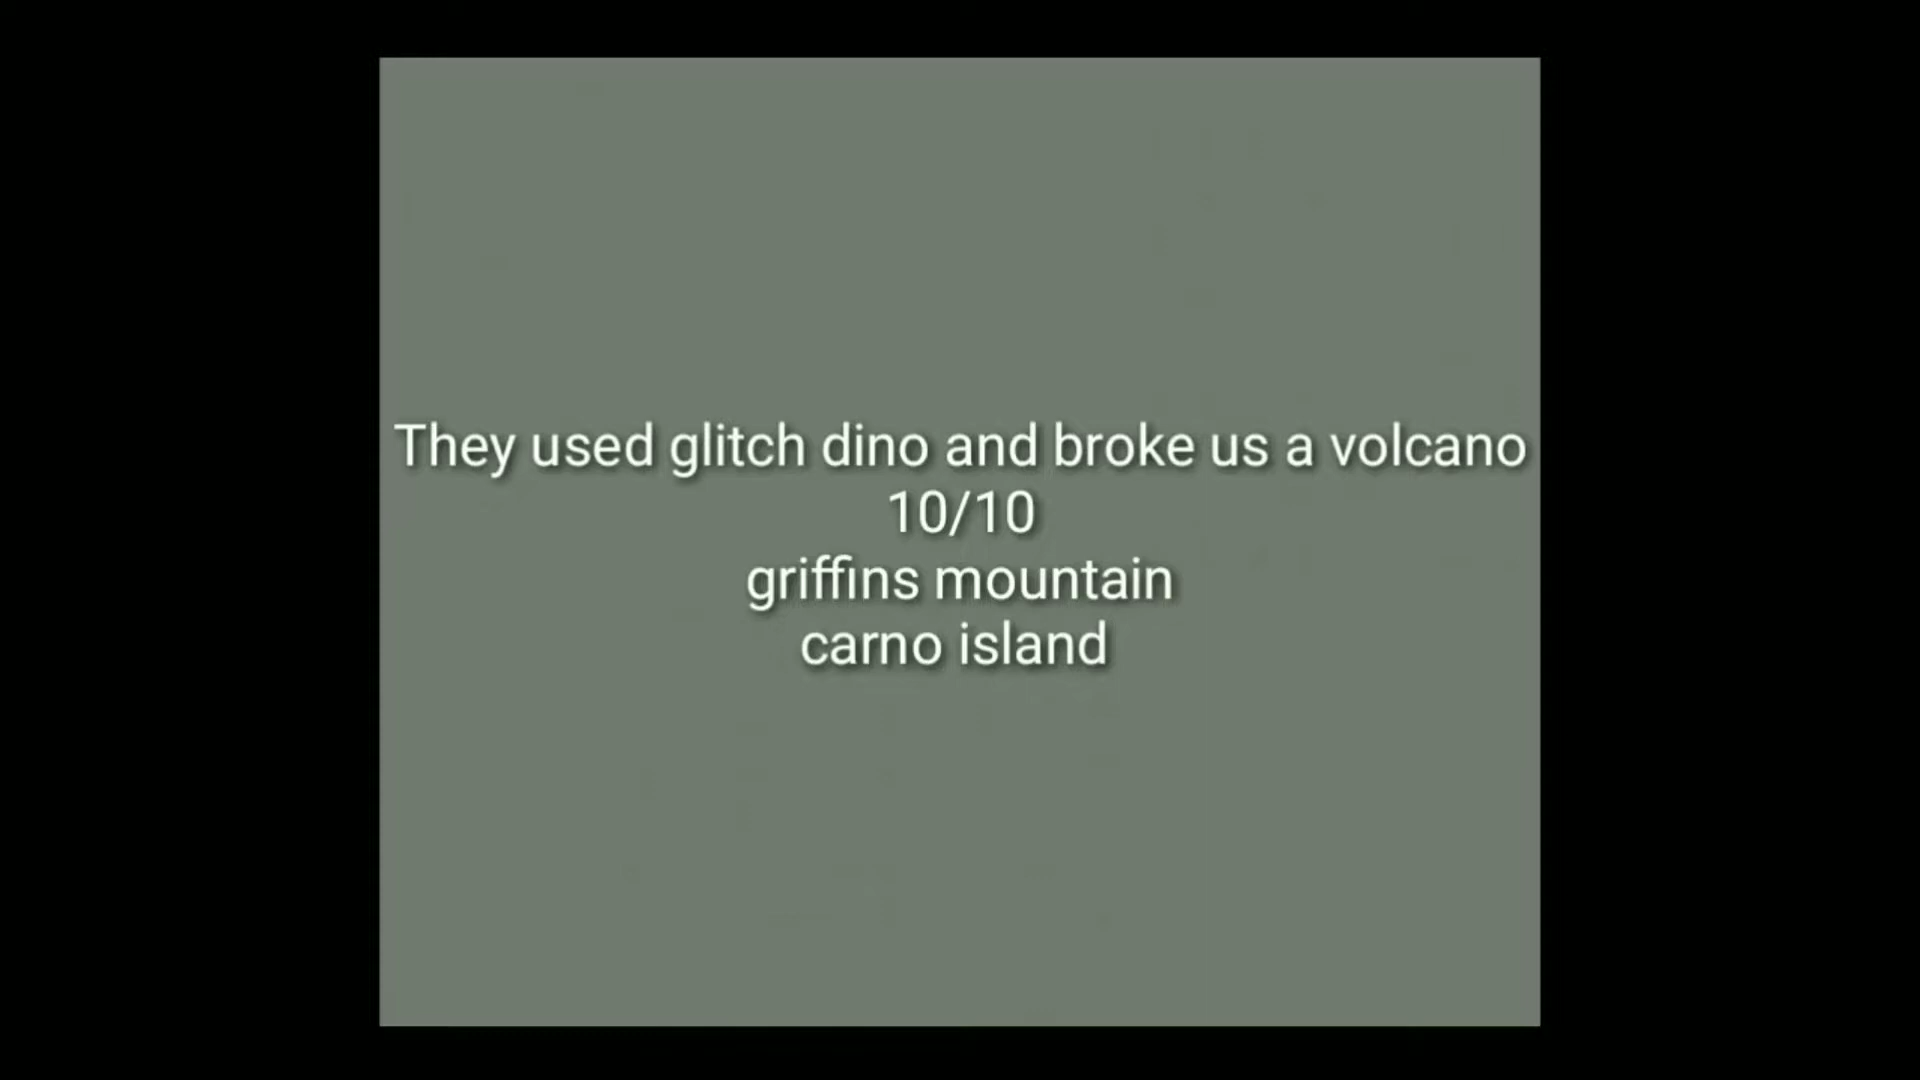 They used glitch dino and broke us a volcano
10/10
griffins mountain
carno island